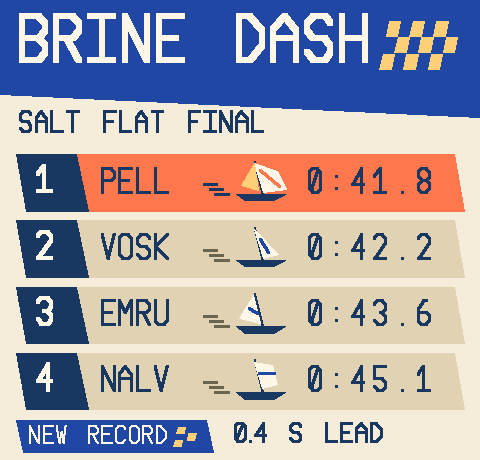 BRINE DASH
SALT FLAT FINAL
1 PELL 0:41.8
2 VOSK 0:42.2
3 EMRU 0:43.6
4 NALV 0:45.1
NEW RECORD 0.4 S LEAD